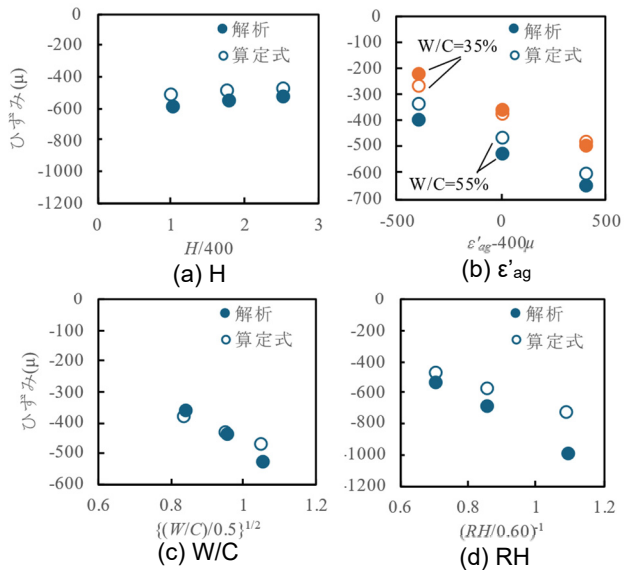 0
-200
-400
-600
-800
-1000
-1200
ひずみ(μ)
解析
算定式
0
1
2
3
H/400
(a) H
0
-100
-200
-300
-400
-500
-600
-700
W/C=35%
解析
算定式
W/C=55%
-500
0
500
ε'ag-400μ
(b) ε'ag
0
-100
-200
-300
-400
-500
-600
ひずみ(μ)
解析
算定式
0.6
0.8
1
1.2
{(W/C)/0.5}1/2
(c) W/C
0
-200
-400
-600
-800
-1000
-1200
解析
算定式
0.6
0.8
1
1.2
(RH/0.60)-1
(d) RH